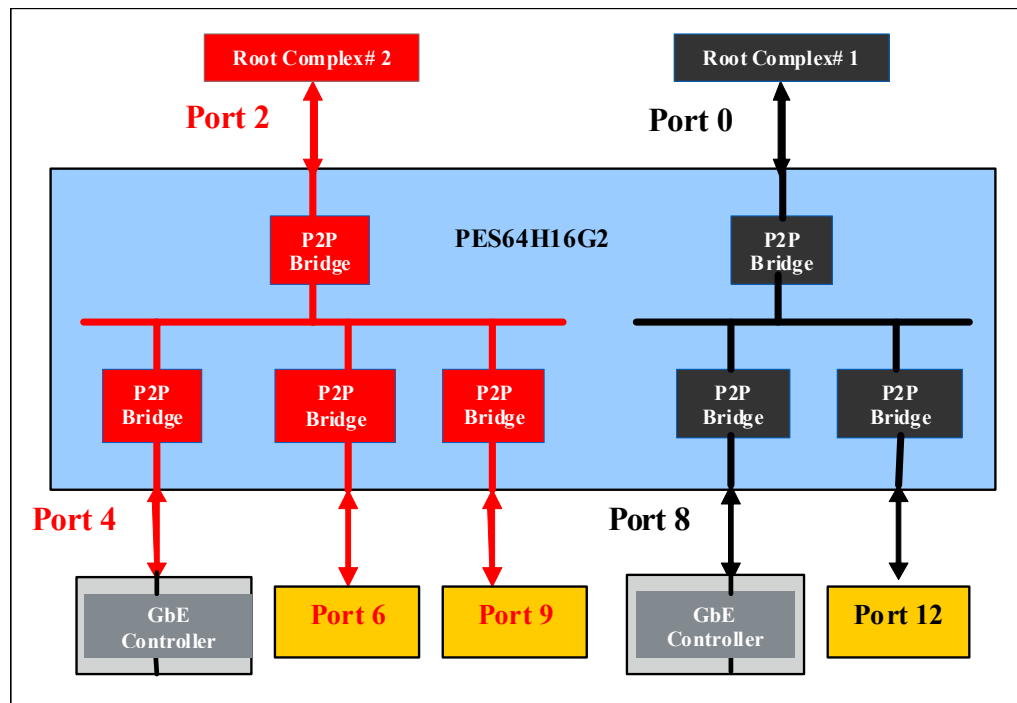 Root Complex# 2
Root Complex# 1
Port 2
Port 0
P2P
Bridge
PES64H16G2
P2P
Bridge
P2P
Bridge
P2P
Bridge
P2P
Bridge
P2P
Bridge
P2P
Bridge
Port 4
Port 8
GbE
Controller
Port 6
Port 9
GbE
Controller
Port 12